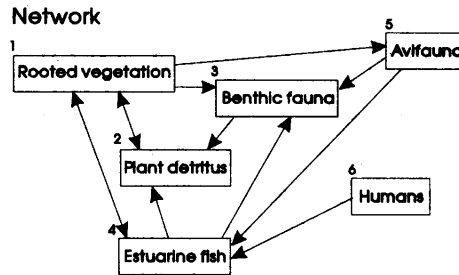 Network
1
Rooted vegetation
5
Avifauna
3
Benthic fauna
2
Plant detritus
6
Humans
4
Estuarine fish